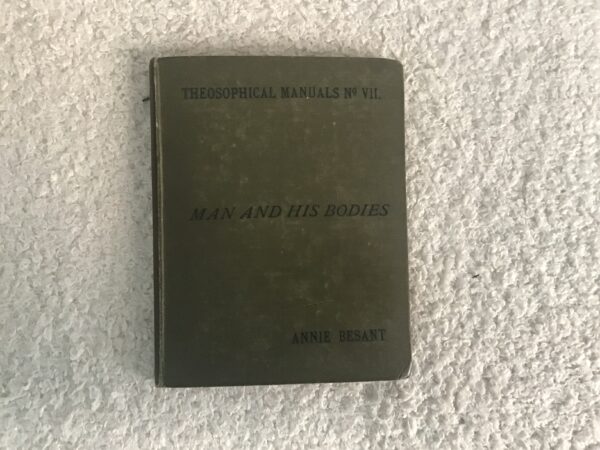 THEOSOPHICAL MANUALS Nº VII.
MAN AND HIS BODIES
ANNIE BESANT